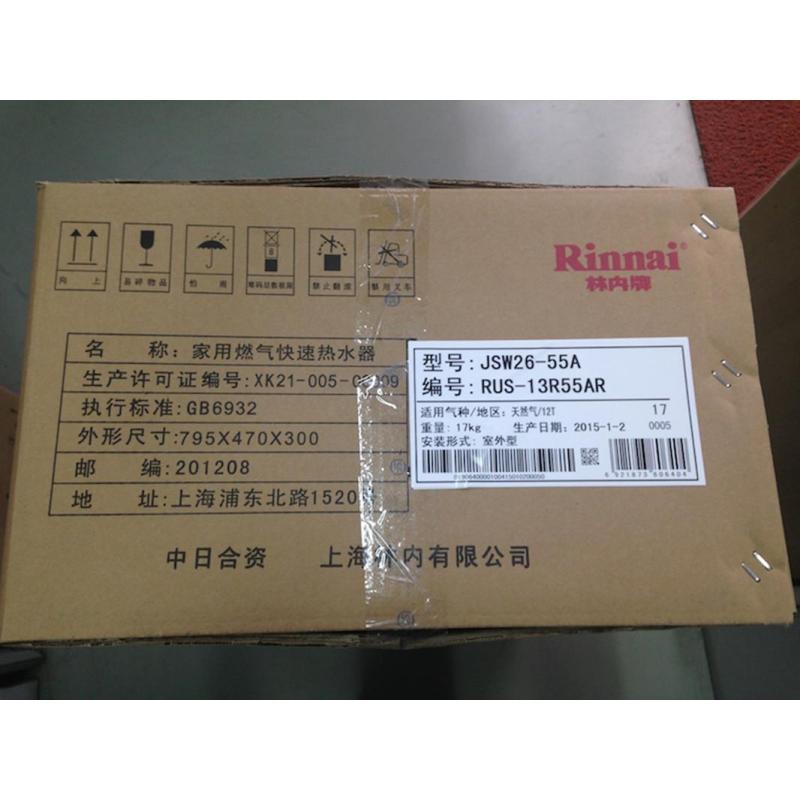 向上
易碎物品
怕雨
堆码层数极限
禁止翻滚
禁用叉车
Rinnai®
林内牌
名 称:家用燃气快速热水器
生产许可证编号:XK21-005-
执行标准:GB6932
外形尺寸:795X470X300
邮 编:201208
地 址:上海浦东北路1520号
型号:JSW26-55A
编号:RUS-13R55AR
适用气种/地区:天然气/12T 17
重量:17kg 生产日期:2015-1-2 0005
安装形式:室外型
6 921875 806404
中日合资 上海林内有限公司